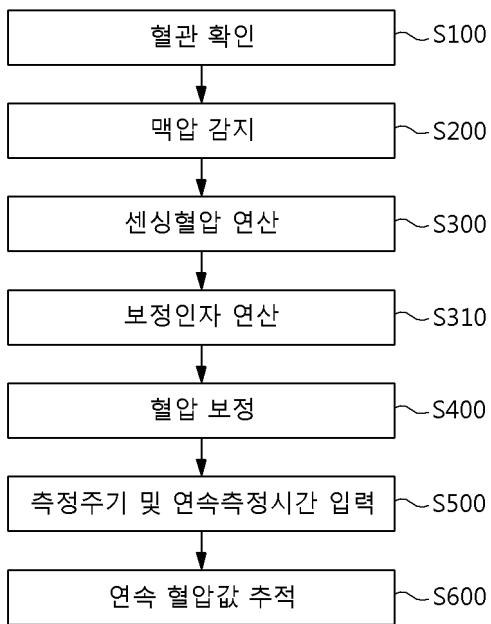 혈관 확인 S100
맥압 감지 S200
센싱혈압 연산 S300
보정인자 연산 S310
혈압 보정 S400
측정주기 및 연속측정시간 입력 S500
연속 혈압값 추적 S600